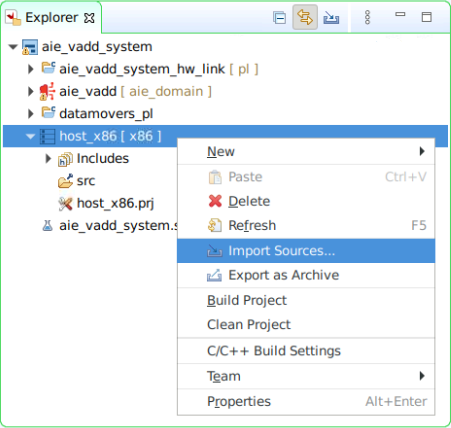 Explorer
aie_vadd_system
aie_vadd_system_hw_link [ pl ]
aie_vadd [ aie_domain ]
datamovers_pl
host_x86 [ x86 ]
Includes
src
host_x86.prj
aie_vadd_system.s
New
Paste Ctrl+V
Delete
Refresh F5
Import Sources...
Export as Archive
Build Project
Clean Project
C/C++ Build Settings
Team
Properties Alt+Enter